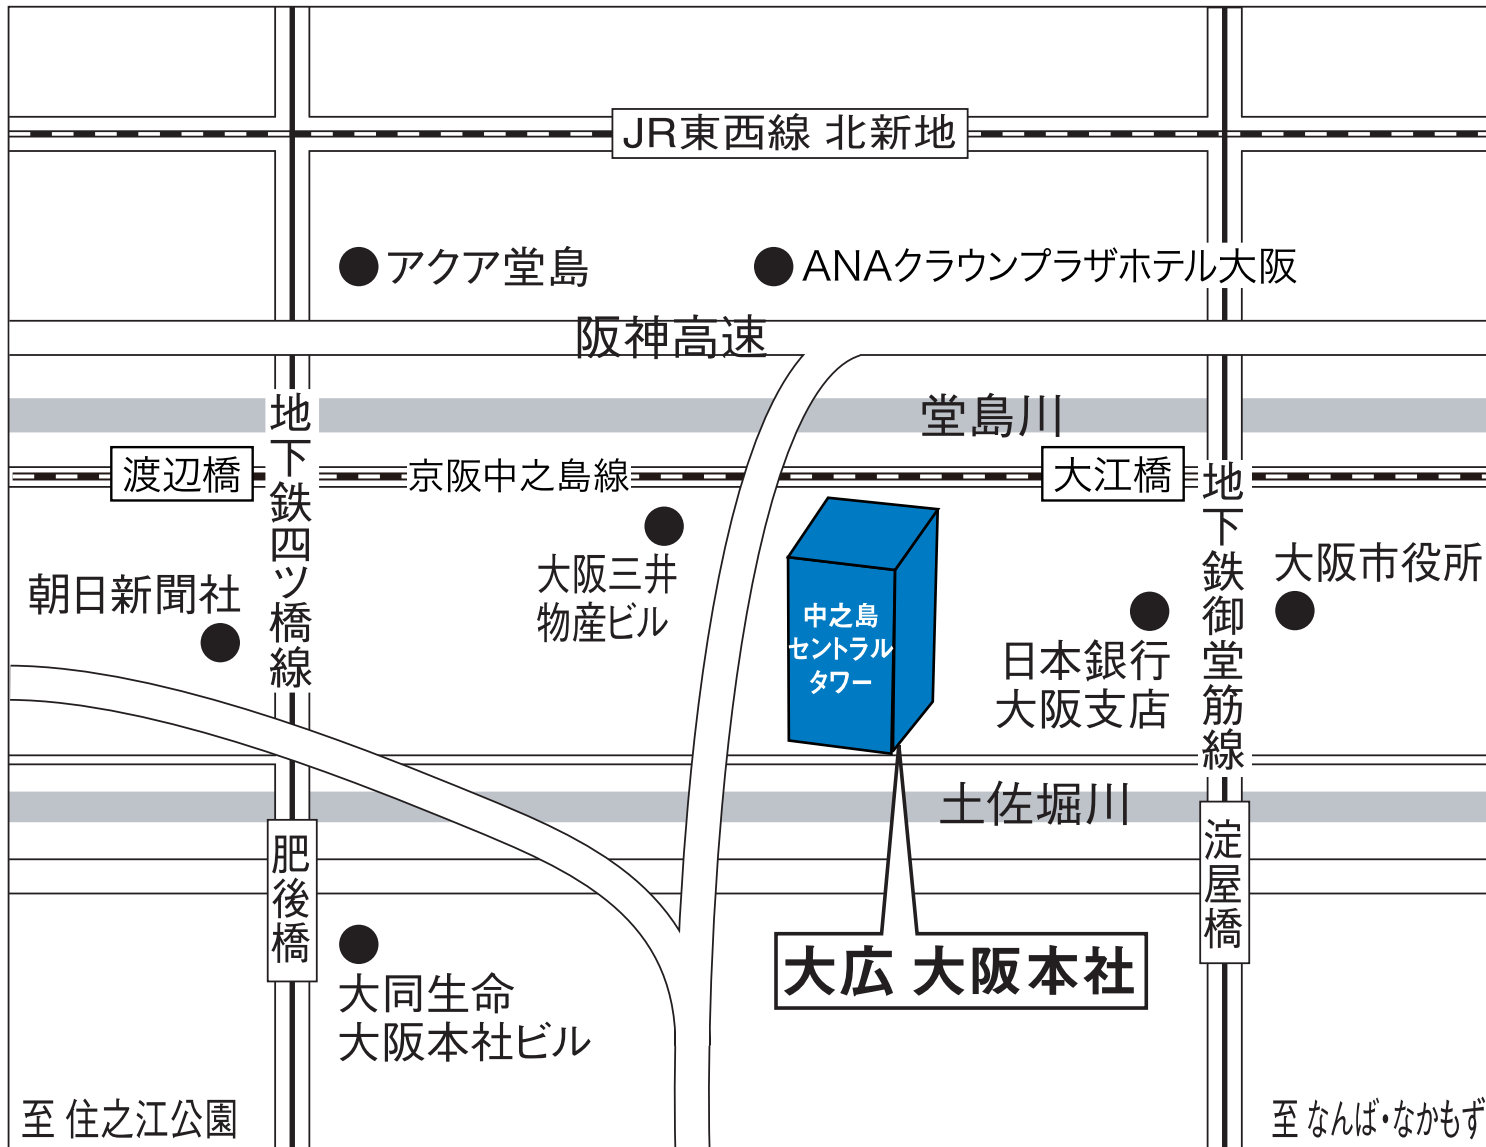 JR東西線 北新地
アクア堂島
ANAクラウンプラザホテル大阪
阪神高速
堂島川
渡辺橋
地下鉄四ツ橋線
京阪中之島線
大江橋
地下鉄御堂筋線
朝日新聞社
大阪三井
物産ビル
中之島
セントラル
タワー
大阪市役所
日本銀行
大阪支店
土佐堀川
肥後橋
淀屋橋
大広 大阪本社
大同生命
大阪本社ビル
至 住之江公園
至 なんば・なかもず